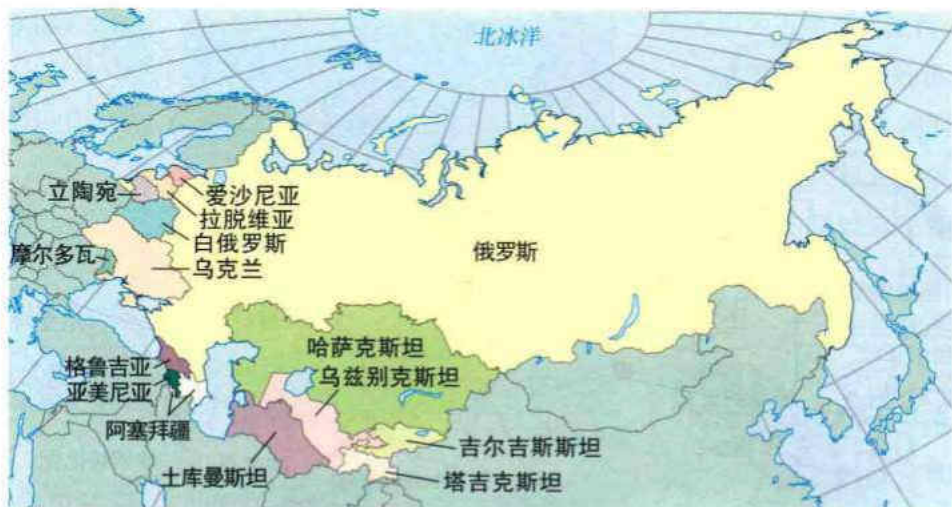 北冰洋
立陶宛
爱沙尼亚
拉脱维亚
白俄罗斯
摩尔多瓦
乌克兰
俄罗斯
哈萨克斯坦
格鲁吉亚
乌兹别克斯坦
亚美尼亚
阿塞拜疆
吉尔吉斯斯坦
土库曼斯坦
塔吉克斯坦